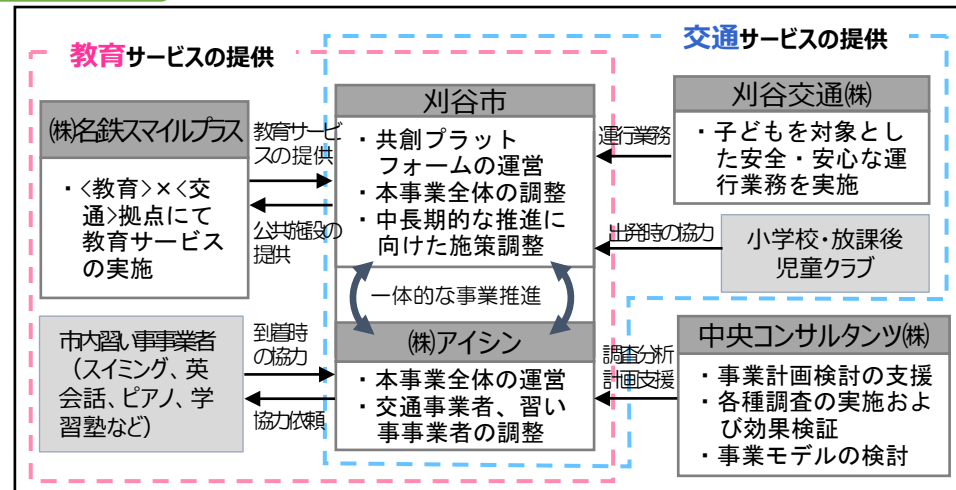 教育サービスの提供
交通サービスの提供
㈱名鉄スマイルプラス
・<教育>×<交
通>拠点にて
教育サービス
の実施
教育サービ
スの提供
公共施設の
提供
刈谷市
・共創プラット
フォームの運営
・本事業全体の調整
・中長期的な推進に
向けた施策調整
運行業務
刈谷交通㈱
・子どもを対象とし
た安全・安心な運
行業務を実施
出発時の協力
小学校・放課後
児童クラブ
一体的な事業推進
市内習い事事業者
（スイミング、英
会話、ピアノ、学
習塾など）
到着時
の協力
協力依頼
㈱アイシン
・本事業全体の運営
・交通事業者、習い
事事業者の調整
調査分析
計画支援
中央コンサルタンツ㈱
・事業計画検討の支援
・各種調査の実施およ
び効果検証
・事業モデルの検討